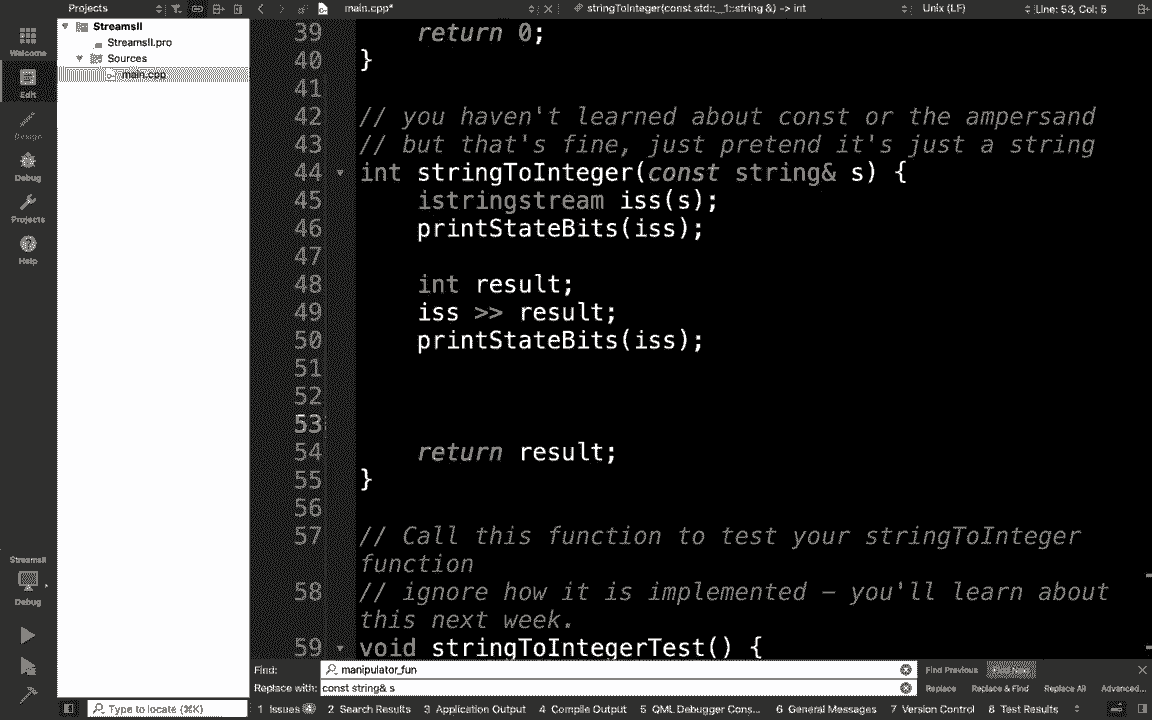 Projects
main.cpp*
stringToInteger(const std::__1::string &) -> int
Unix (LF)
Line: 53, Col: 5
Welcome
Edit
Design
Debug
Projects
Help
StreamsII
Debug
StreamsII
StreamsII.pro
Sources
main.cpp
39 return 0;
40 }
41
42 // you haven't learned about const or the ampersand
43 // but that's fine, just pretend it's just a string
44 int stringToInteger(const string& s) {
45 istringstream iss(s);
46 printStateBits(iss);
47
48 int result;
49 iss >> result;
50 printStateBits(iss);
51
52
53
54 return result;
55 }
56
57 // Call this function to test your stringToInteger
function
58 // ignore how it is implemented – you'll learn about
this next week.
59 void stringToIntegerTest() {
Find: manipulator_fun Find Previous Find Next
Replace with: const string& s Replace Replace & Find Replace All Advanced...
Type to locate (⌘K) 1 Issues 4 2 Search Results 3 Application Output 4 Compile Output 5 QML Debugger Cons... 6 General Messages 7 Version Control 8 Test Results